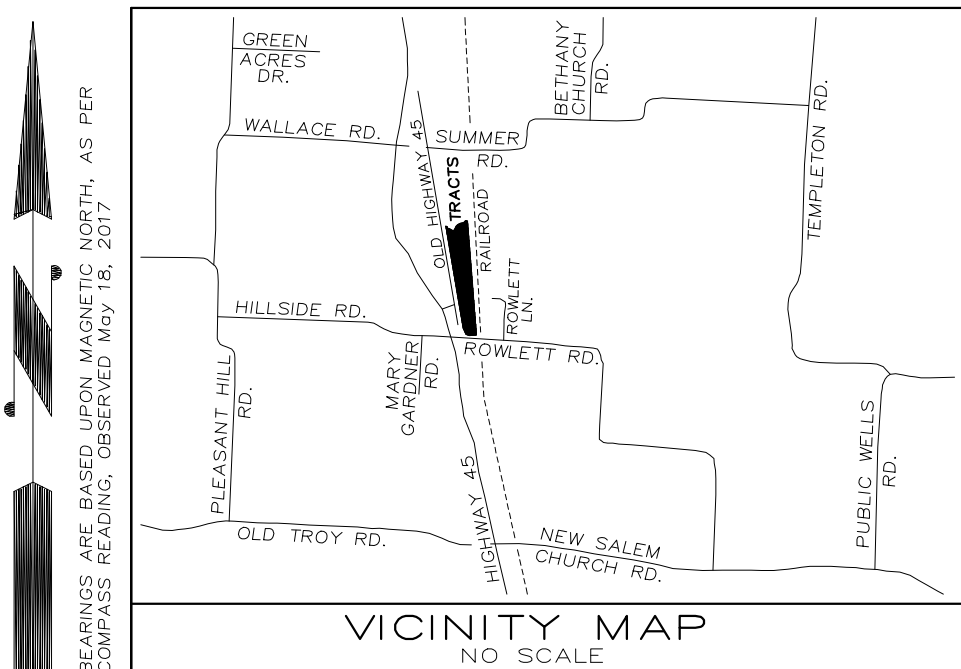 GREEN
ACRES
DR.
BETHANY
CHURCH
RD.
WALLACE RD.
SUMMER
RD.
OLD HIGHWAY 45
TRACTS
RAILROAD
TEMPLETON RD.
HILLSIDE RD.
ROWLETT
LN.
ROWLETT RD.
MARY
GARDNER
RD.
PLEASANT HILL
RD.
PUBLIC WELLS
RD.
OLD TROY RD.
HIGHWAY 45
NEW SALEM
CHURCH RD.
VICINITY MAP
NO SCALE
BEARINGS ARE BASED UPON MAGNETIC NORTH, AS PER
COMPASS READING, OBSERVED May 18, 2017